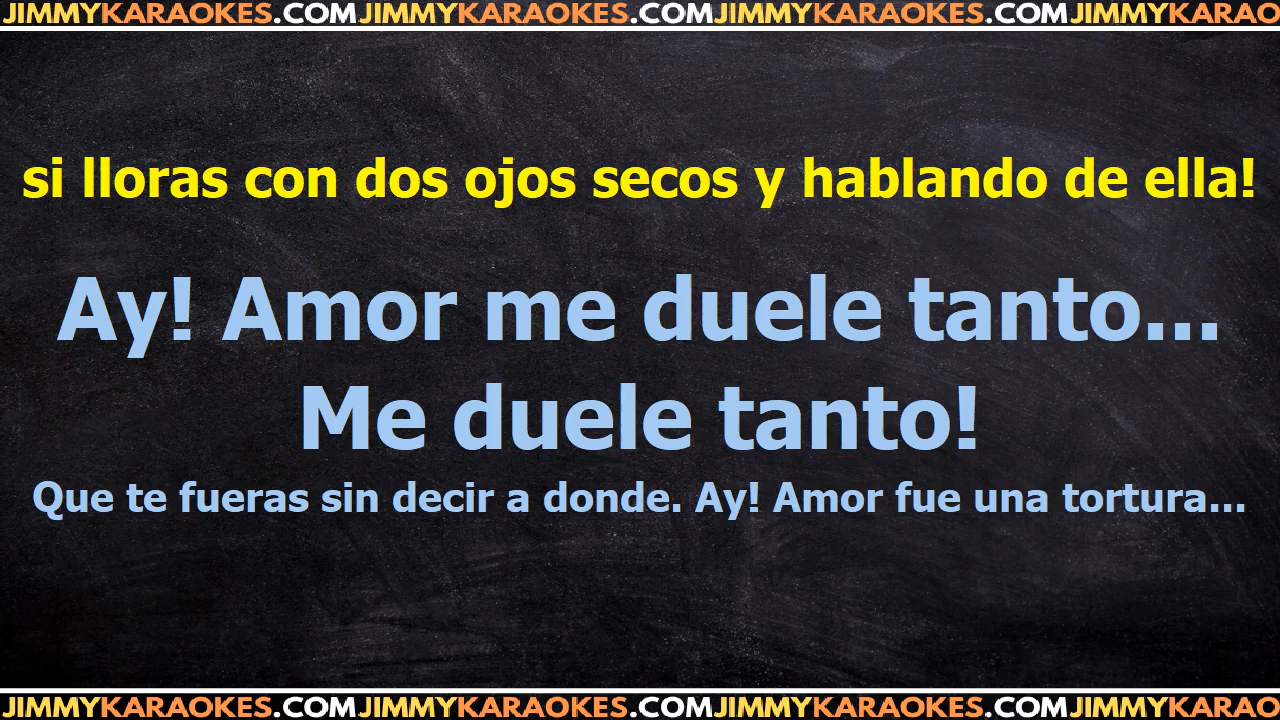 JIMMYKARAOKES.COMJIMMYKARAOKES.COMJIMMYKARAOKES.COMJIMMYKARAO
si lloras con dos ojos secos y hablando de ella!
Ay! Amor me duele tanto...
Me duele tanto!
Que te fueras sin decir a donde. Ay! Amor fue una tortura...
JIMMYKARAOKES.COMJIMMYKARAOKES.COMJIMMYKARAOKES.COMJIMMYKARAO